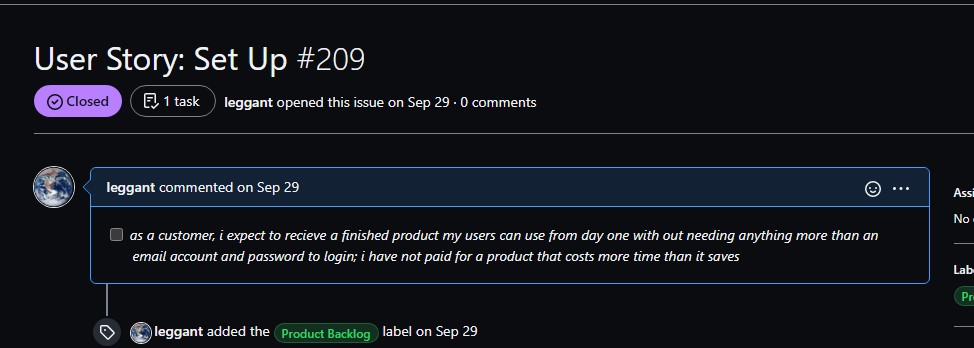 User Story: Set Up #209
Closed 1 task leggant opened this issue on Sep 29 · 0 comments
leggant commented on Sep 29
as a customer, i expect to recieve a finished product my users can use from day one with out needing anything more than an
email account and password to login; i have not paid for a product that costs more time than it saves
leggant added the Product Backlog label on Sep 29
Assi
No
Lab
Pr